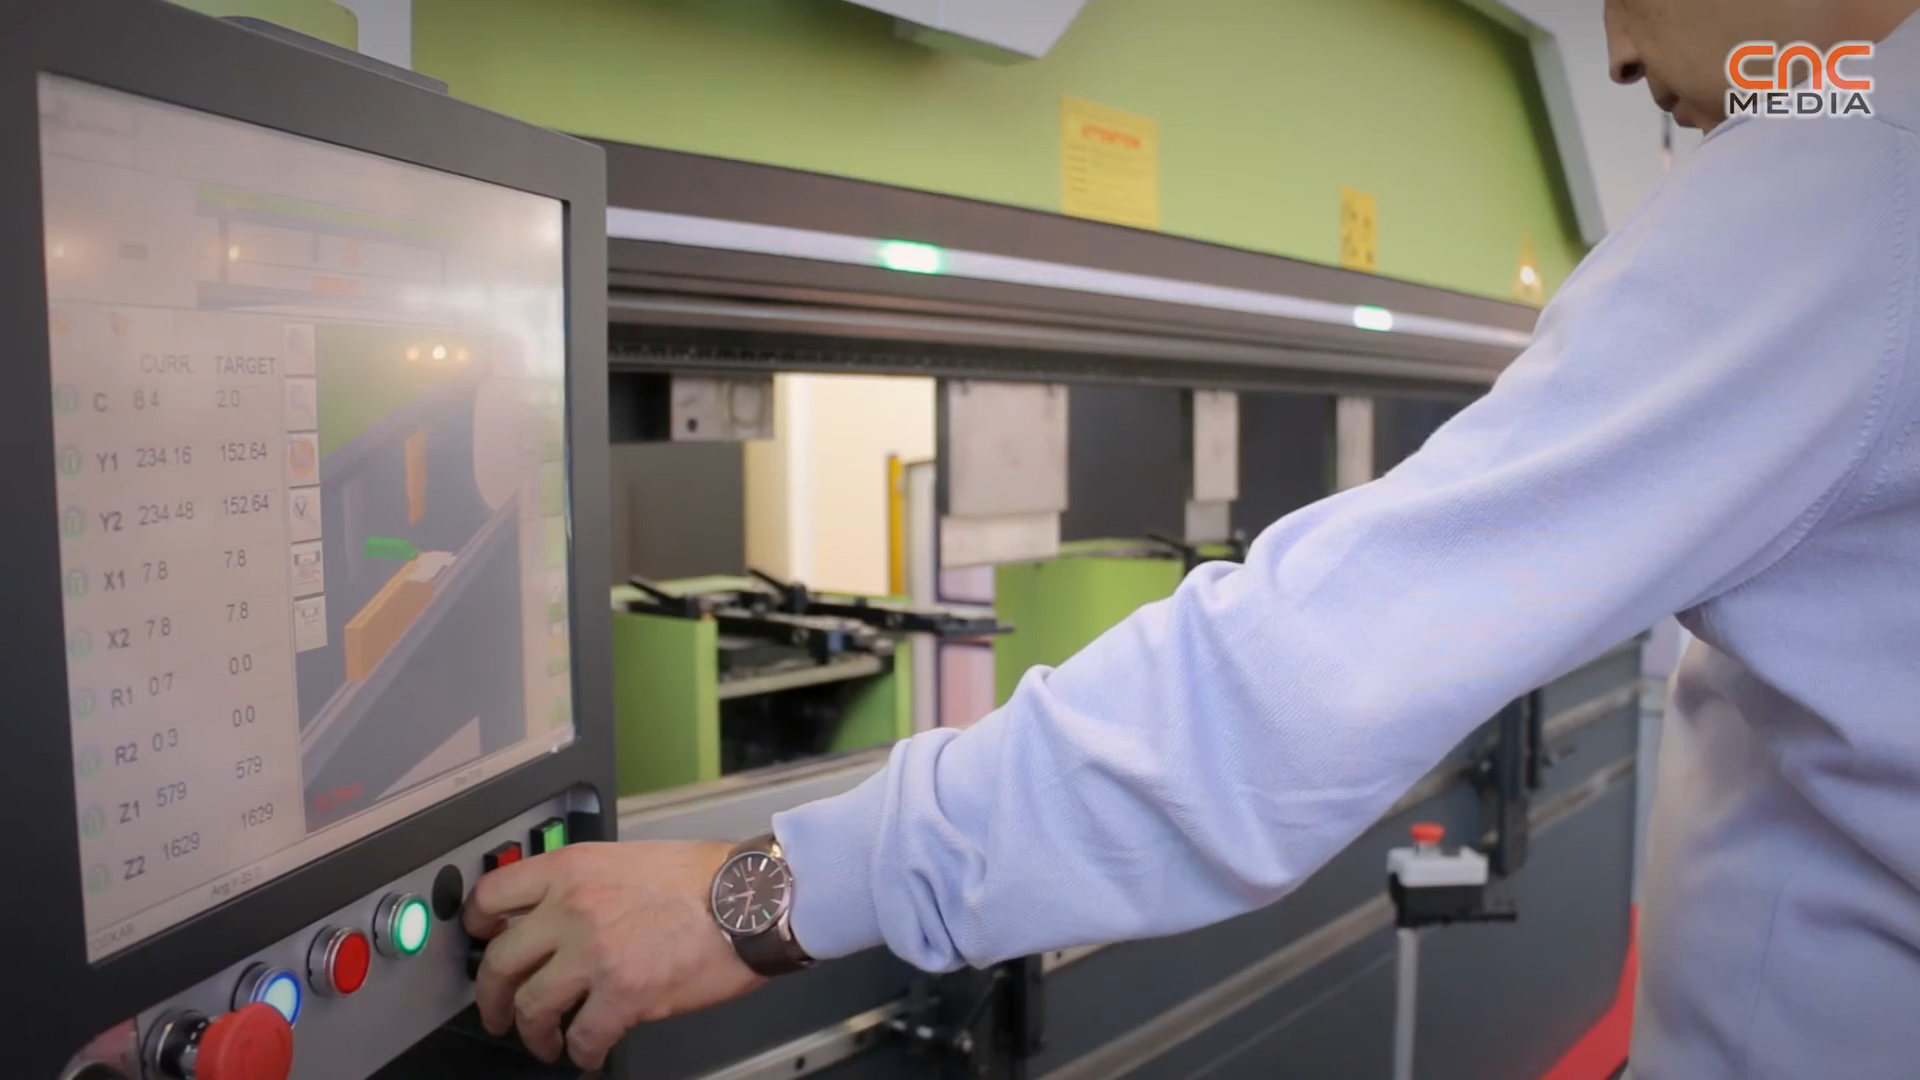 CNC
MEDIA
ATTENTION
CURR. TARGET
C 8.4 2.0
Y1 234.16 152.64
Y2 234.48 152.64
X1 7.8 7.8
X2 7.8 7.8
R1 0.7 0.0
R2 0.3 0.0
Z1 579 579
Z2 1629 1629